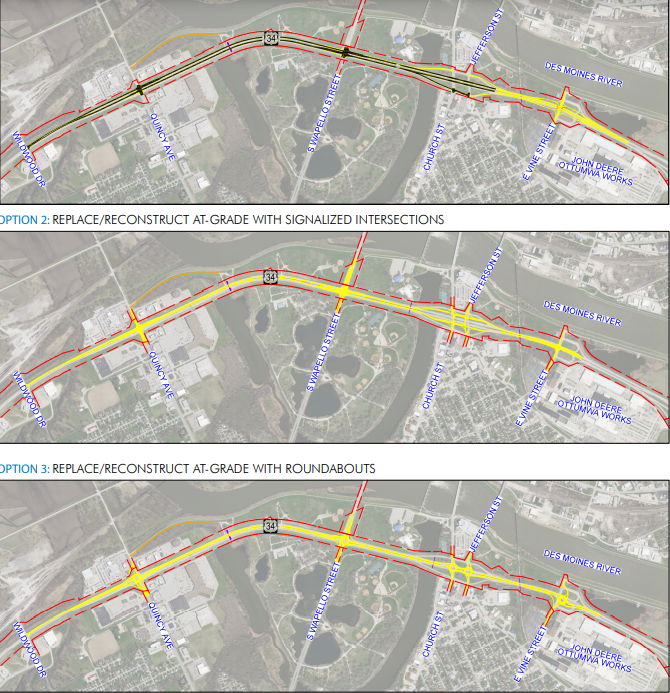 34
JEFFERSON ST
DES MOINES RIVER
S WAPELLO STREET
QUINCY AVE
CHURCH ST
E VINE STREET
WILDWOOD DR
JOHN DEERE
OTTUMWA WORKS
OPTION 2: REPLACE/RECONSTRUCT AT-GRADE WITH SIGNALIZED INTERSECTIONS
34
JEFFERSON ST
DES MOINES RIVER
S WAPELLO STREET
QUINCY AVE
CHURCH ST
E VINE STREET
WILDWOOD DR
JOHN DEERE
OTTUMWA WORKS
OPTION 3: REPLACE/RECONSTRUCT AT-GRADE WITH ROUNDABOUTS
34
JEFFERSON ST
DES MOINES RIVER
S WAPELLO STREET
QUINCY AVE
CHURCH ST
E VINE STREET
WILDWOOD DR
JOHN DEERE
OTTUMWA WORKS